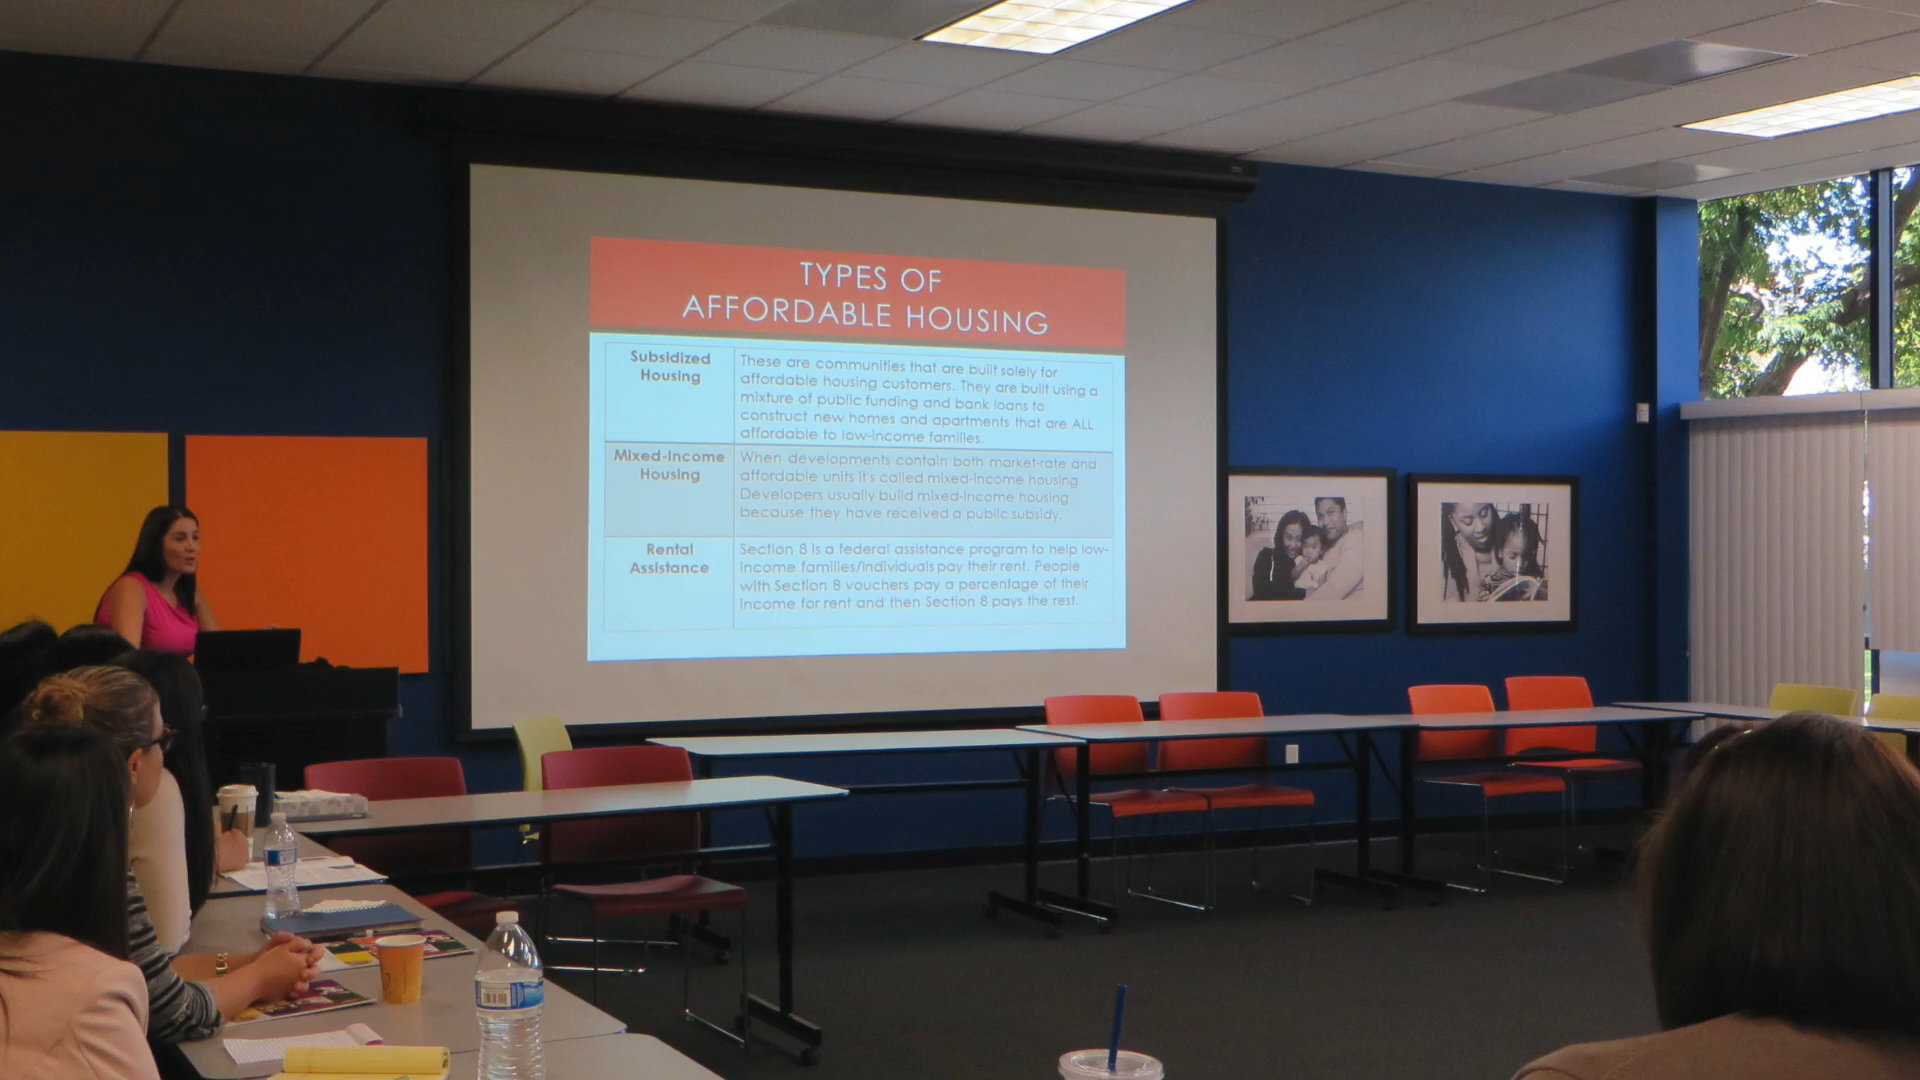 TYPES OF
AFFORDABLE HOUSING
Subsidized
Housing
These are communities that are built solely for
affordable housing customers. They are built using a
mixture of public funding and bank loans to
construct new homes and apartments that are ALL
affordable to low-income families.
Mixed-Income
Housing
When developments contain both market-rate and
affordable units it's called mixed-income housing.
Developers usually build mixed-income housing
because they have received a public subsidy.
Rental
Assistance
Section 8 is a federal assistance program to help low-
income families/individuals pay their rent. People
with Section 8 vouchers pay a percentage of their
income for rent and then Section 8 pays the rest.